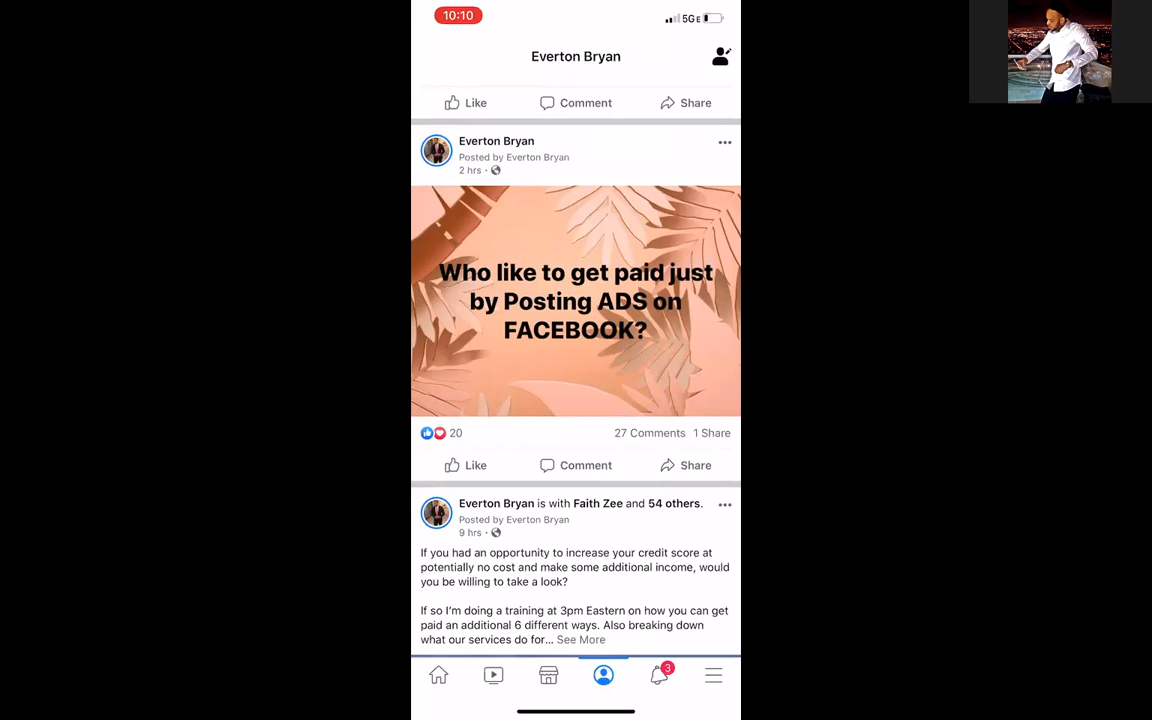 10:10
5GE
Everton Bryan
Like Comment Share
Everton Bryan
Posted by Everton Bryan
2 hrs ·
Who like to get paid just
by Posting ADS on
FACEBOOK?
20 27 Comments 1 Share
Like Comment Share
Everton Bryan is with Faith Zee and 54 others.
Posted by Everton Bryan
9 hrs ·
If you had an opportunity to increase your credit score at
potentially no cost and make some additional income, would
you be willing to take a look?
If so I'm doing a training at 3pm Eastern on how you can get
paid an additional 6 different ways. Also breaking down
what our services do for... See More
3